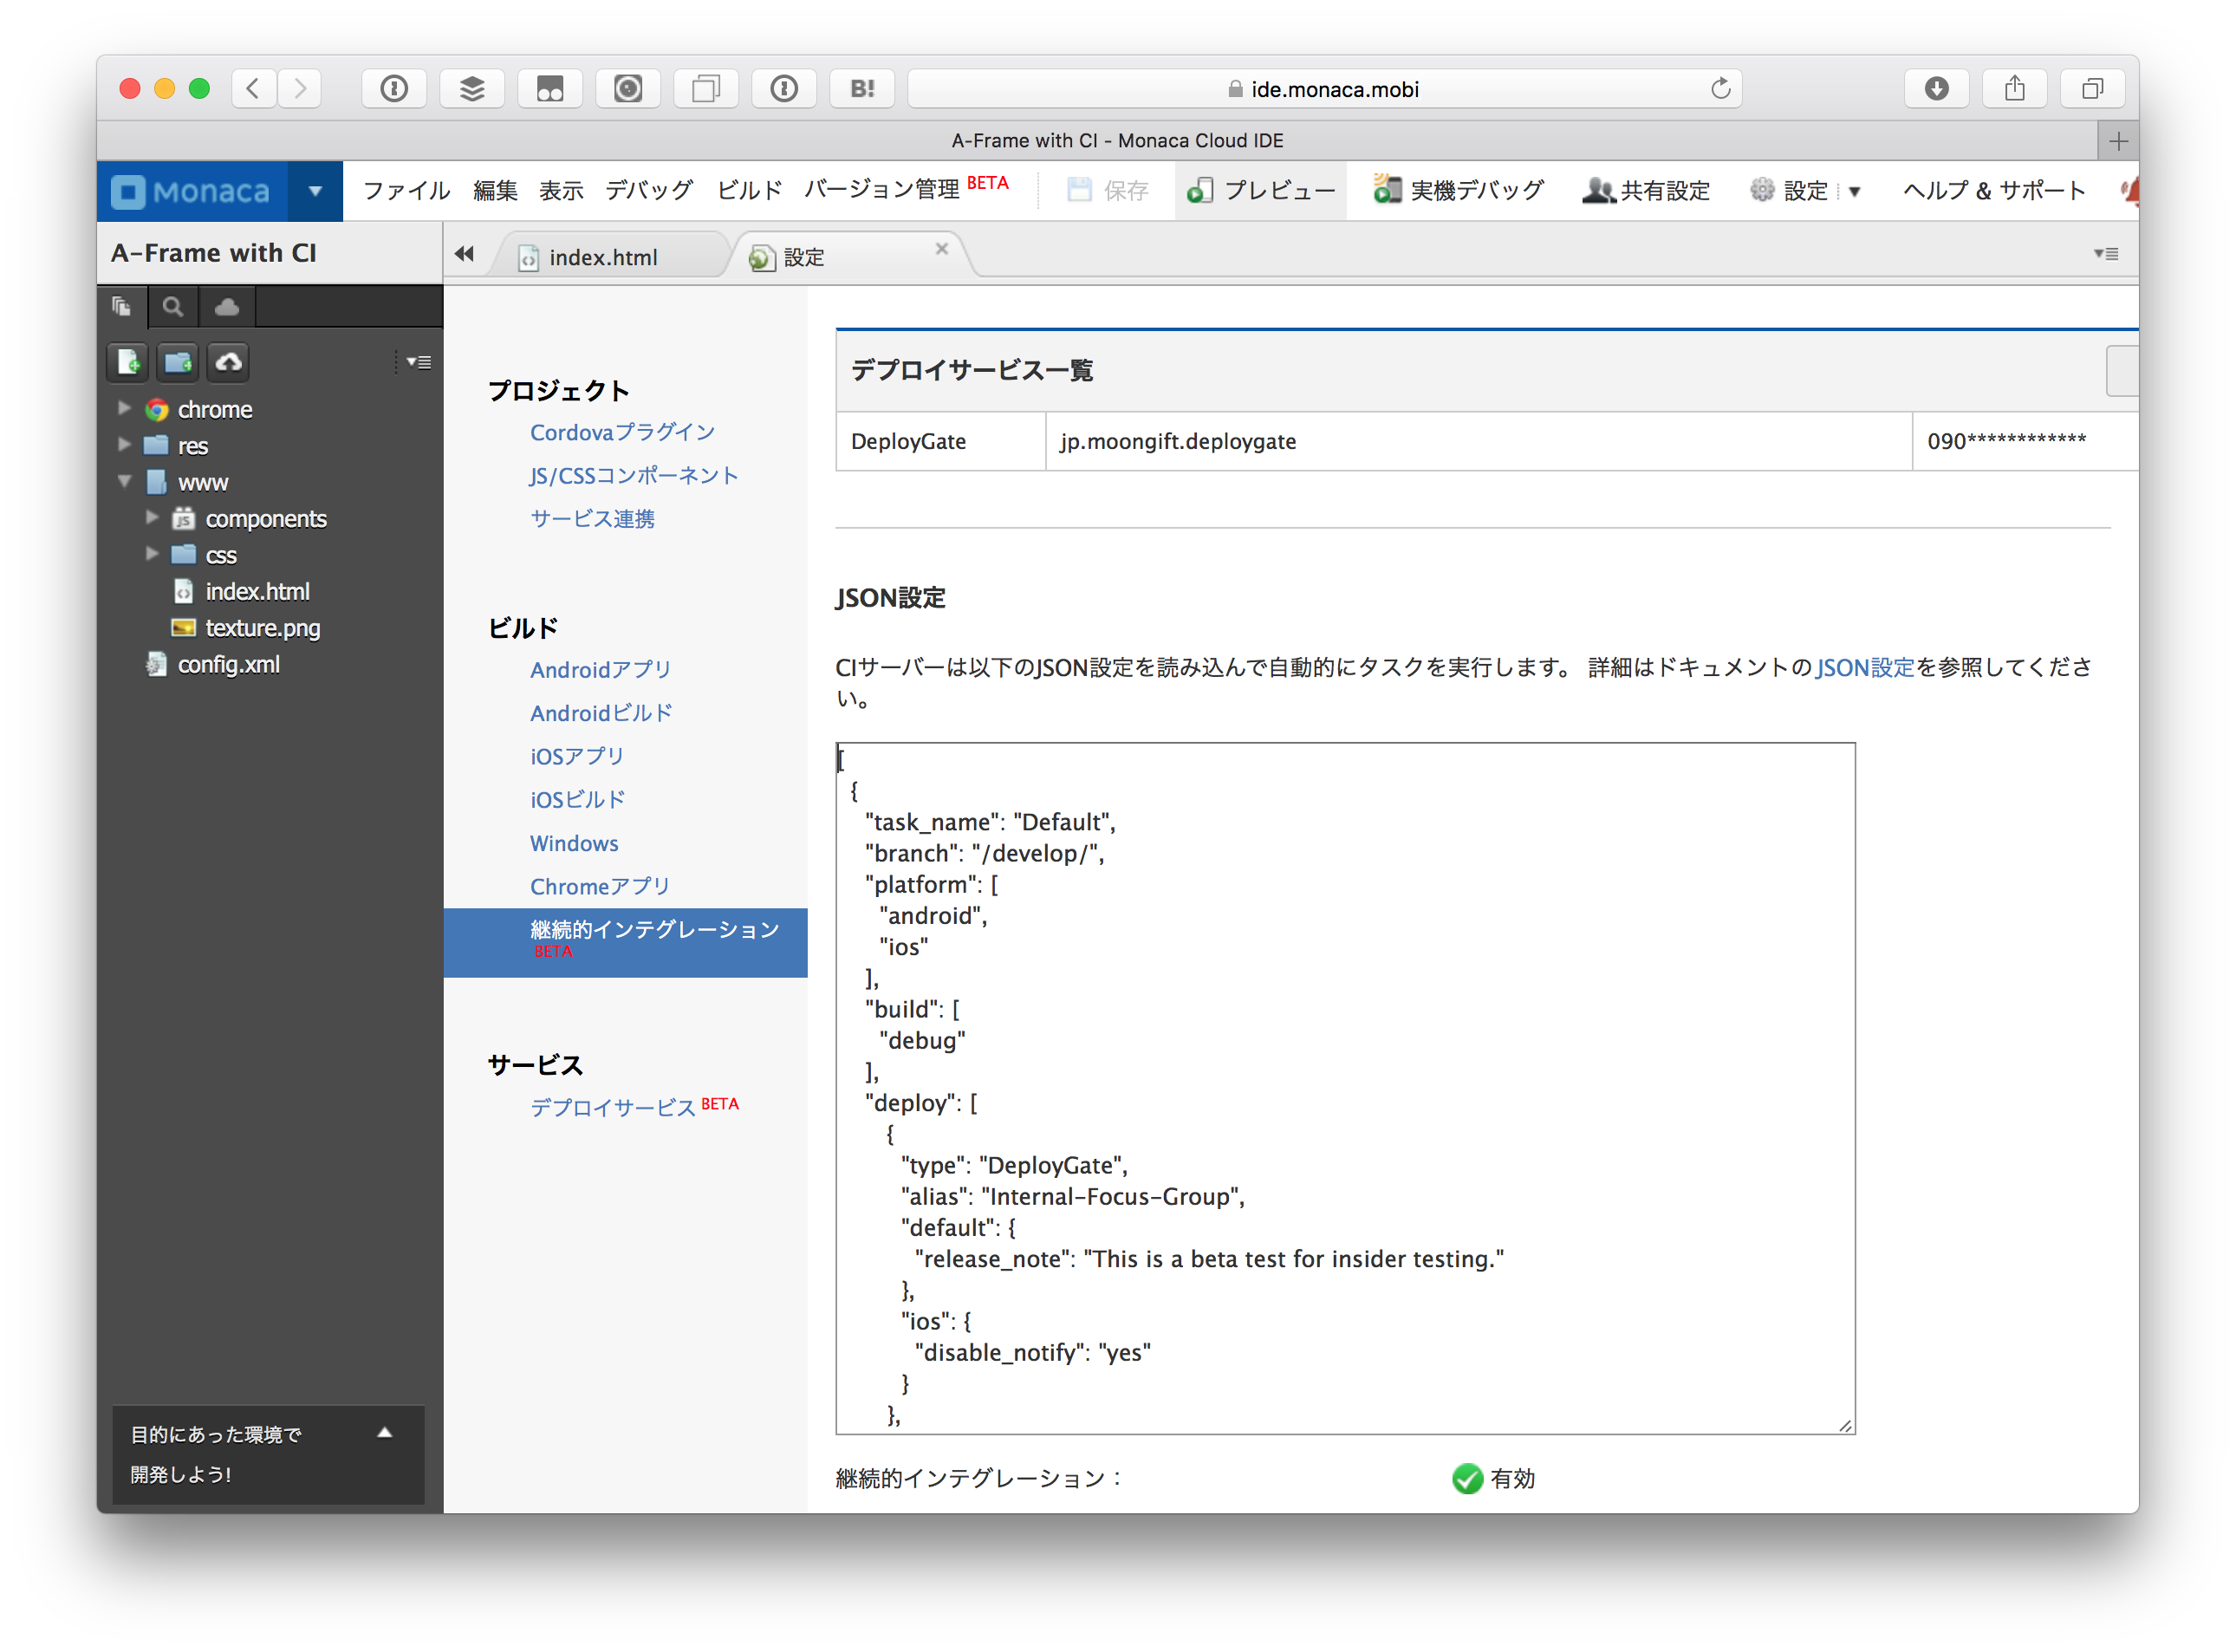 B!
ide.monaca.mobi
A-Frame with CI - Monaca Cloud IDE
Monaca
ファイル 編集 表示 デバッグ ビルド バージョン管理 BETA 保存 プレビュー 実機デバッグ 共有設定 設定 ヘルプ & サポート
A-Frame with CI
index.html
設定
chrome
res
www
components
JS
css
index.html
texture.png
config.xml
目的にあった環境で
開発しよう!
プロジェクト
Cordovaプラグイン
JS/CSSコンポーネント
サービス連携
ビルド
Androidアプリ
Androidビルド
iOSアプリ
iOSビルド
Windows
Chromeアプリ
継続的インテグレーション
BETA
サービス
デプロイサービス BETA
デプロイサービス一覧
DeployGate jp.moongift.deploygate 090************
JSON設定
CIサーバーは以下のJSON設定を読み込んで自動的にタスクを実行します。 詳細はドキュメントのJSON設定を参照してくださ
い。
[
{
"task_name": "Default",
"branch": "/develop/",
"platform": [
"android",
"ios"
],
"build": [
"debug"
],
"deploy": [
{
"type": "DeployGate",
"alias": "Internal-Focus-Group",
"default": {
"release_note": "This is a beta test for insider testing."
},
"ios": {
"disable_notify": "yes"
}
},
継続的インテグレーション： 有効